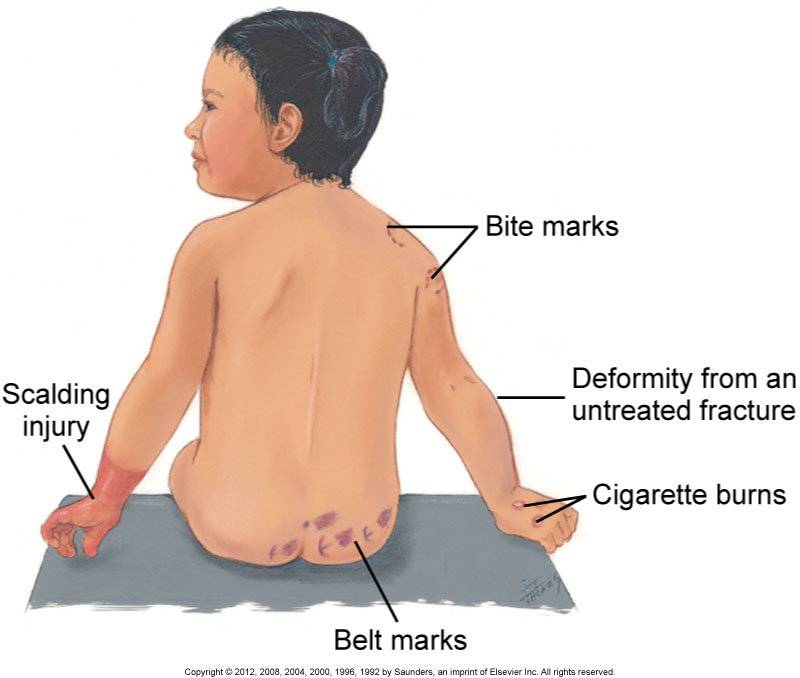 Bite marks
Deformity from an
untreated fracture
Scalding
injury
Cigarette burns
Belt marks
Copyright © 2012, 2008, 2004, 2000, 1996, 1992 by Saunders, an imprint of Elsevier Inc. All rights reserved.